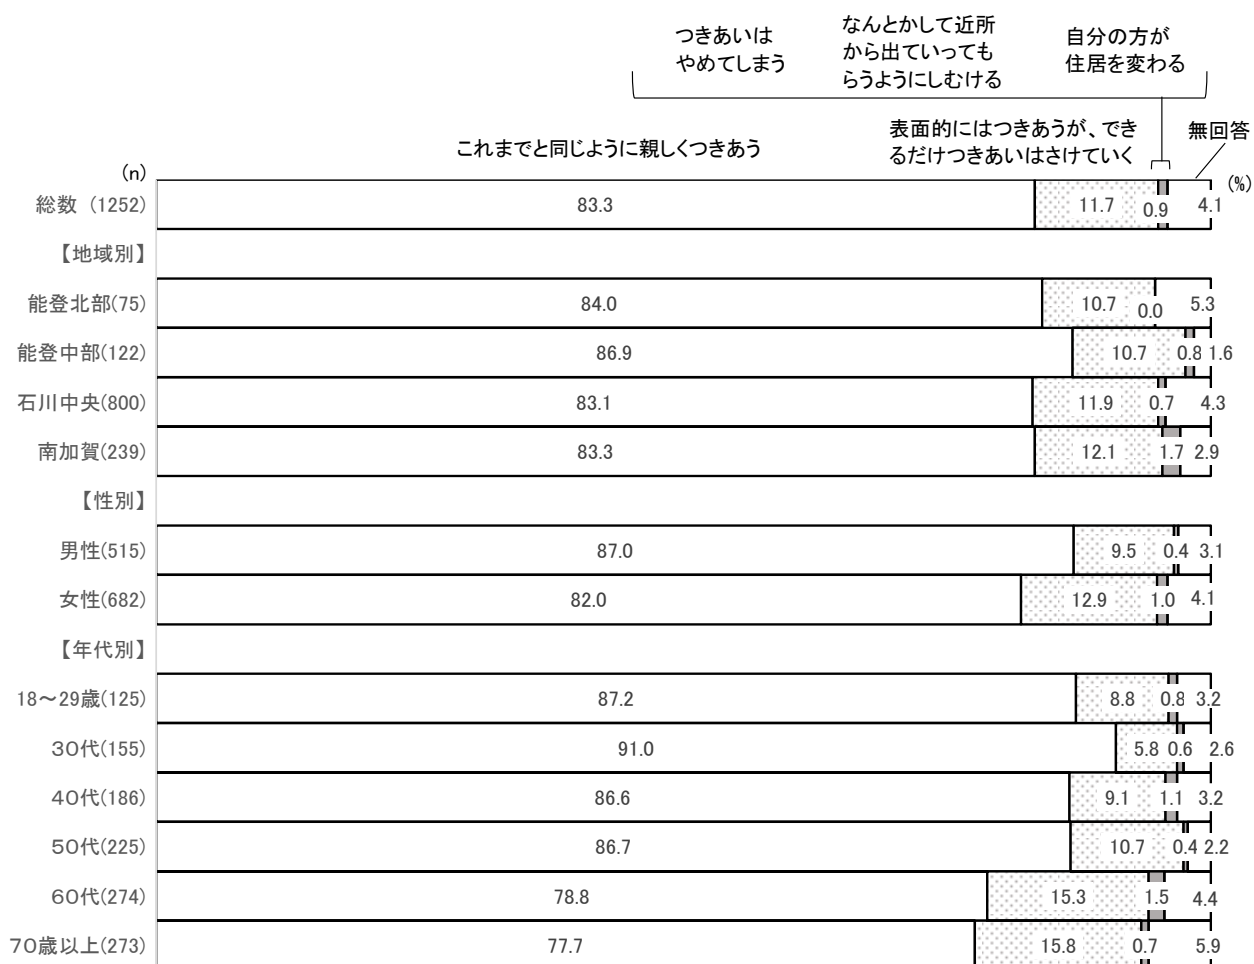 つきあいは
やめてしまう
なんとかして近所
から出ていっても
らうようにしむける
自分の方が
住居を変わる
これまでと同じように親しくつきあう
表面的にはつきあうが、でき
るだけつきあいはさけていく
無回答
(n)
(%)
総数 (1252) 83.3 11.7 0.9 4.1
【地域別】
能登北部(75) 84.0 10.7 0.0 5.3
能登中部(122) 86.9 10.7 0.8 1.6
石川中央(800) 83.1 11.9 0.7 4.3
南加賀(239) 83.3 12.1 1.7 2.9
【性別】
男性(515) 87.0 9.5 0.4 3.1
女性(682) 82.0 12.9 1.0 4.1
【年代別】
18～29歳(125) 87.2 8.8 0.8 3.2
30代(155) 91.0 5.8 0.6 2.6
40代(186) 86.6 9.1 1.1 3.2
50代(225) 86.7 10.7 0.4 2.2
60代(274) 78.8 15.3 1.5 4.4
70歳以上(273) 77.7 15.8 0.7 5.9